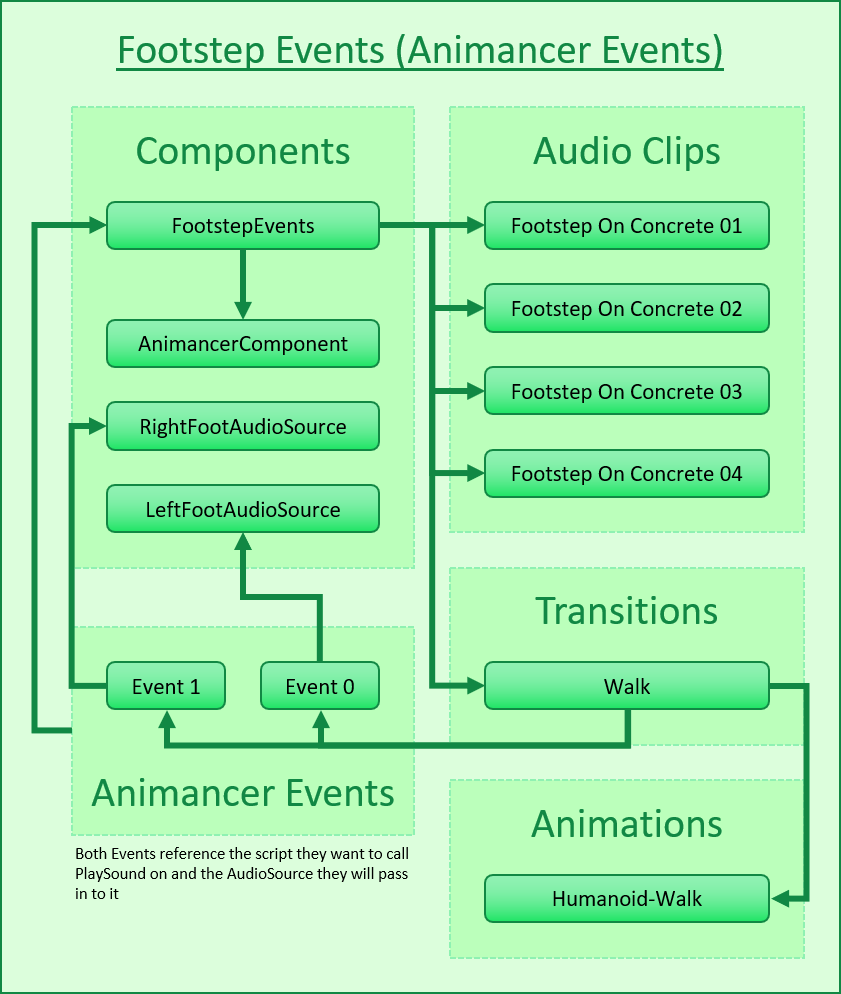 Footstep Events (Animancer Events)
Components
FootstepEvents
AnimancerComponent
RightFootAudioSource
LeftFootAudioSource
Audio Clips
Footstep On Concrete 01
Footstep On Concrete 02
Footstep On Concrete 03
Footstep On Concrete 04
Event 1
Event 0
Animancer Events
Both Events reference the script they want to call
PlaySound on and the AudioSource they will pass
in to it
Transitions
Walk
Animations
Humanoid-Walk